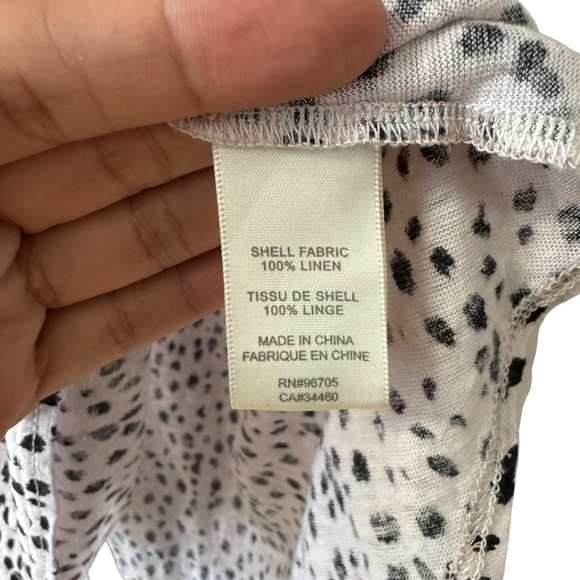 SHELL FABRIC
100% LINEN
TISSU DE SHELL
100% LINGE
MADE IN CHINA
FABRIQUE EN CHINE
RN#96705
CA#34460